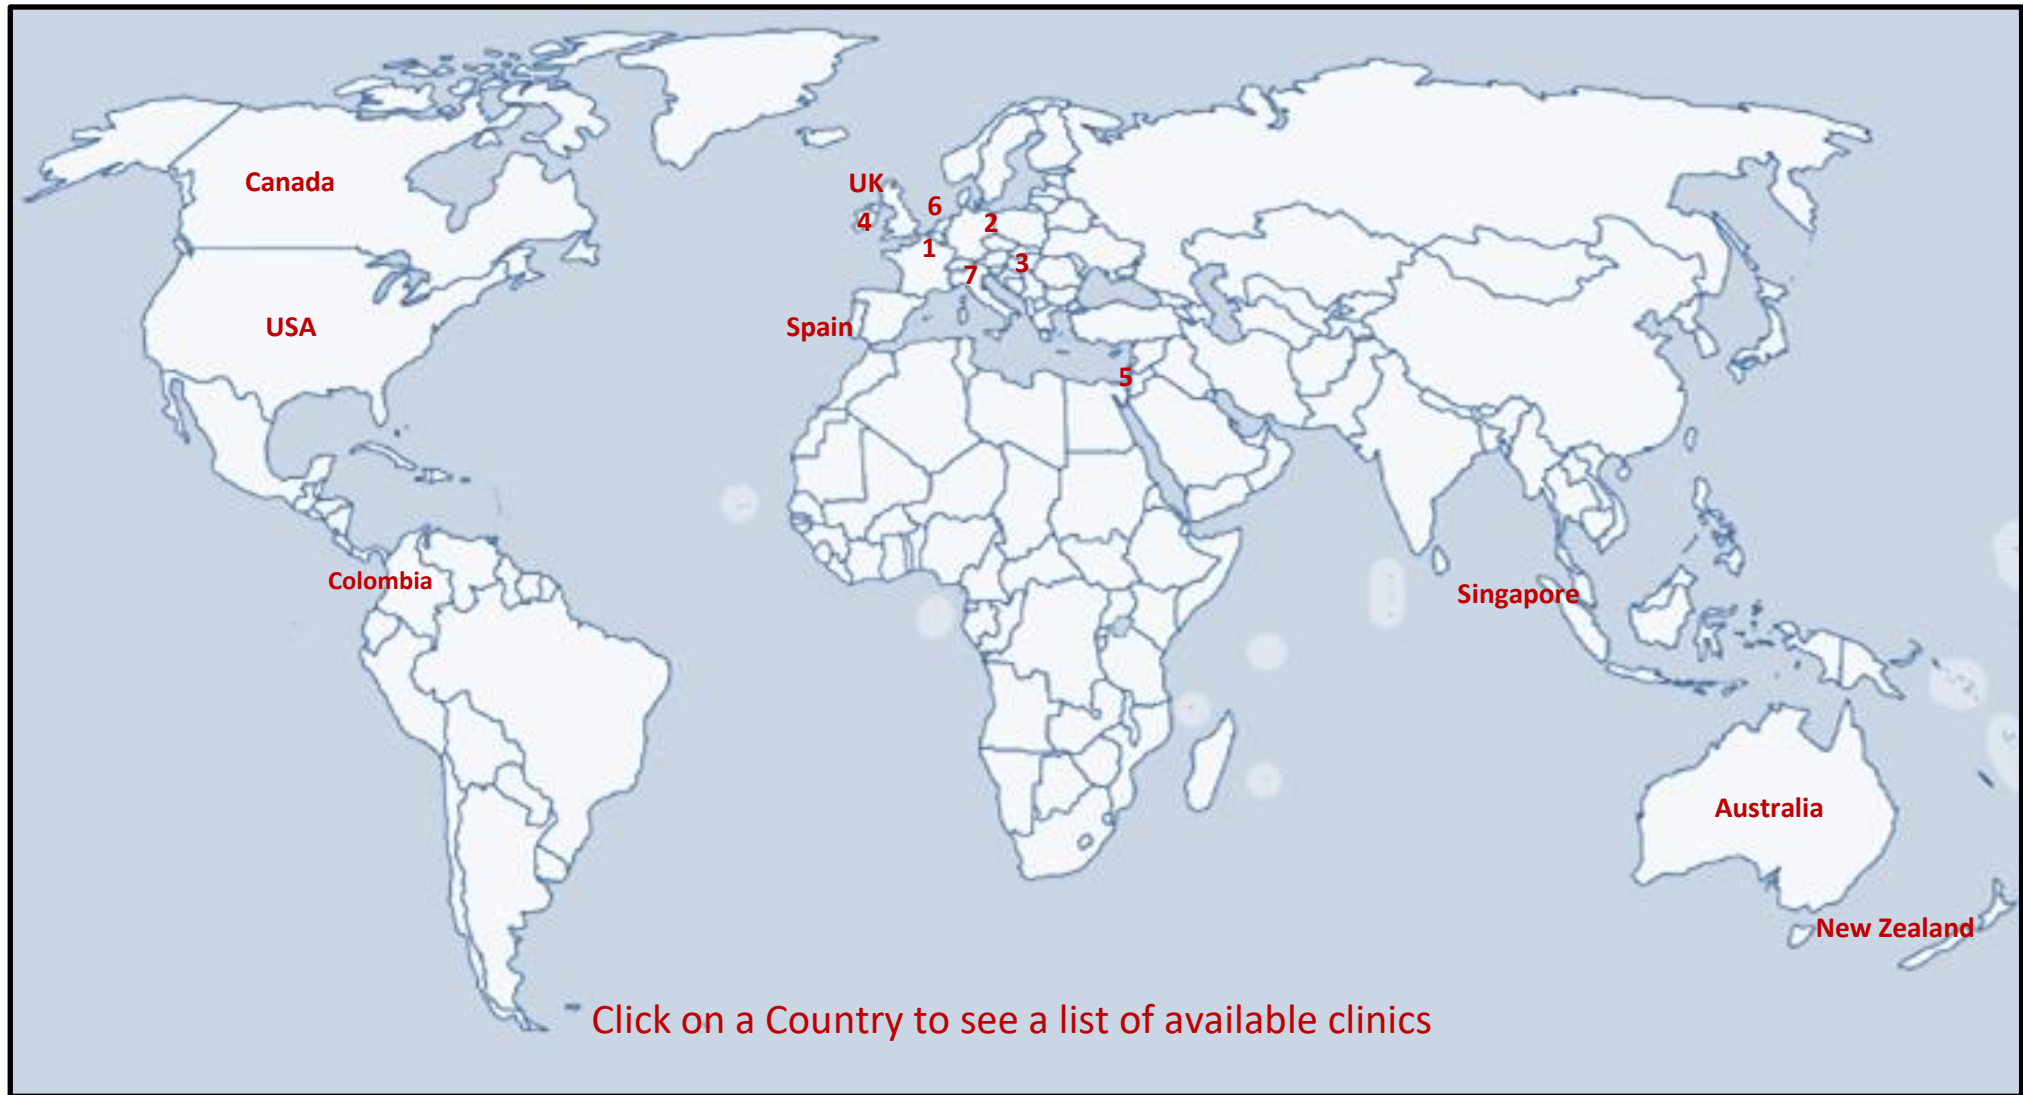 Canada
UK
6
4
2
1
3
7
USA
Spain
5
Colombia
Singapore
Australia
New Zealand
Click on a Country to see a list of available clinics